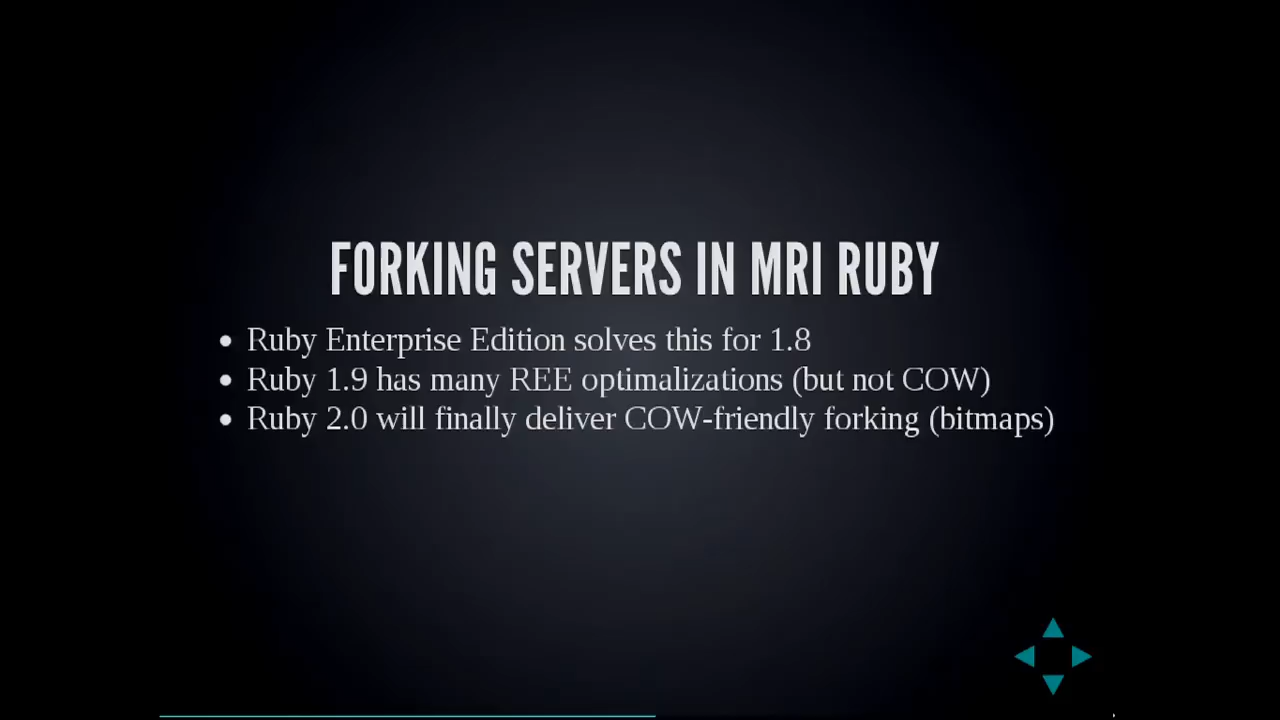 FORKING SERVERS IN MRI RUBY
Ruby Enterprise Edition solves this for 1.8
Ruby 1.9 has many REE optimalizations (but not COW)
Ruby 2.0 will finally deliver COW-friendly forking (bitmaps)